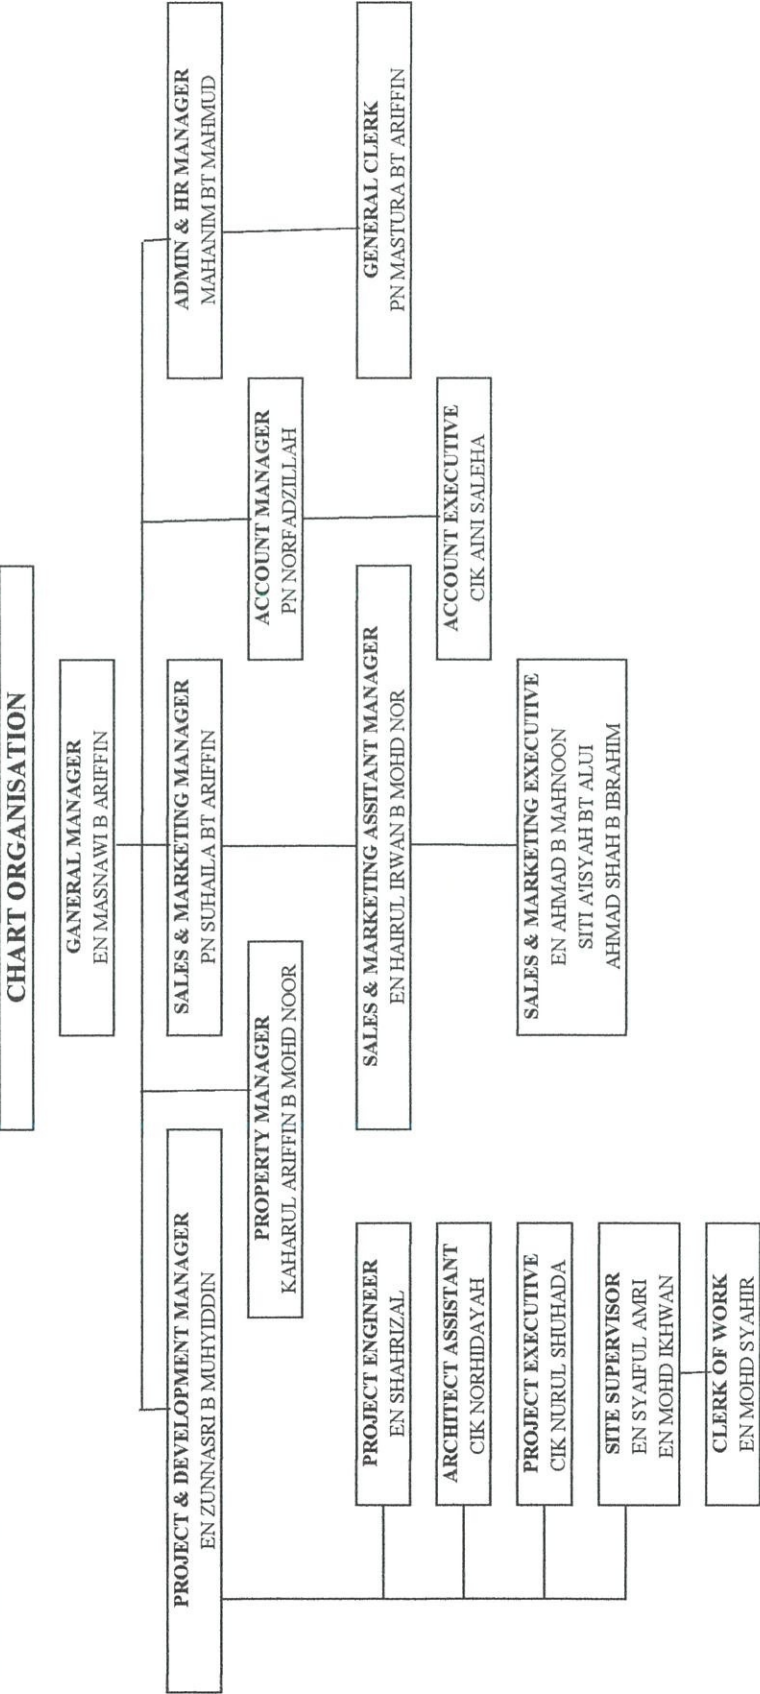 CHART ORGANISATION
GANERAL MANAGER
EN MASNAWI B ARIFFIN
PROJECT & DEVELOPMENT MANAGER
EN ZUNNASRI B MUHYIDDIN
SALES & MARKETING MANAGER
PN SUHAILA BT ARIFFIN
ADMIN & HR MANAGER
MAHANIM BT MAHMUD
PROPERTY MANAGER
KAHARUL ARIFFIN B MOHD NOOR
ACCOUNT MANAGER
PN NORFADZILLAH
PROJECT ENGINEER
EN SHAHRIZAL
SALES & MARKETING ASSITANT MANAGER
EN HAIRUL IRWAN B MOHD NOR
GENERAL CLERK
PN MASTURA BT ARIFFIN
ARCHITECT ASSISTANT
CIK NORHIDAYAH
ACCOUNT EXECUTIVE
CIK AINI SALEHA
PROJECT EXECUTIVE
CIK NURUL SHUHADA
SALES & MARKETING EXECUTIVE
EN AHMAD B MAHNOON
SITI A'ISYAH BT ALUI
AHMAD SHAH B IBRAHIM
SITE SUPERVISOR
EN SYAIFUL AMRI
EN MOHD IKHWAN
CLERK OF WORK
EN MOHD SYAHIR